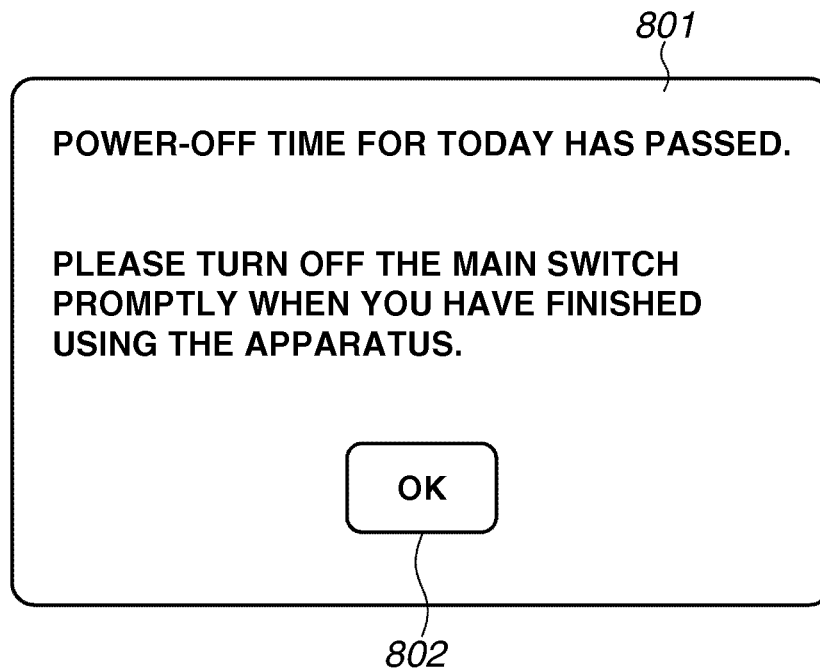 801
POWER-OFF TIME FOR TODAY HAS PASSED.
PLEASE TURN OFF THE MAIN SWITCH
PROMPTLY WHEN YOU HAVE FINISHED
USING THE APPARATUS.
OK
802